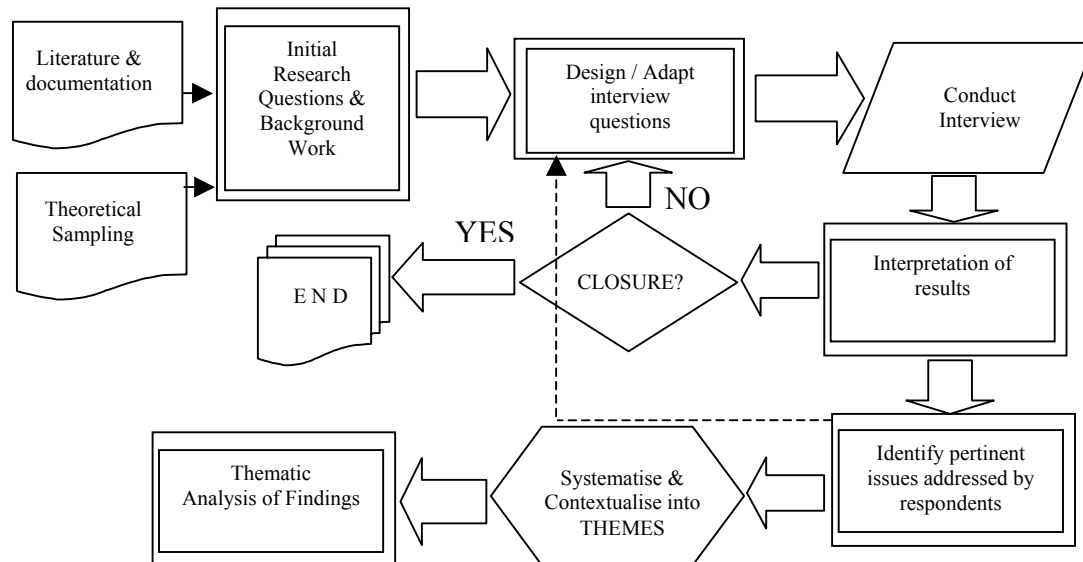 Literature &
documentation
Initial
Research
Questions &
Background
Work
Design / Adapt
interview
questions
Conduct
Interview
Theoretical
Sampling
NO
YES
E N D
CLOSURE?
Interpretation of
results
Thematic
Analysis of Findings
Systematise &
Contextualise into
THEMES
Identify pertinent
issues addressed by
respondents